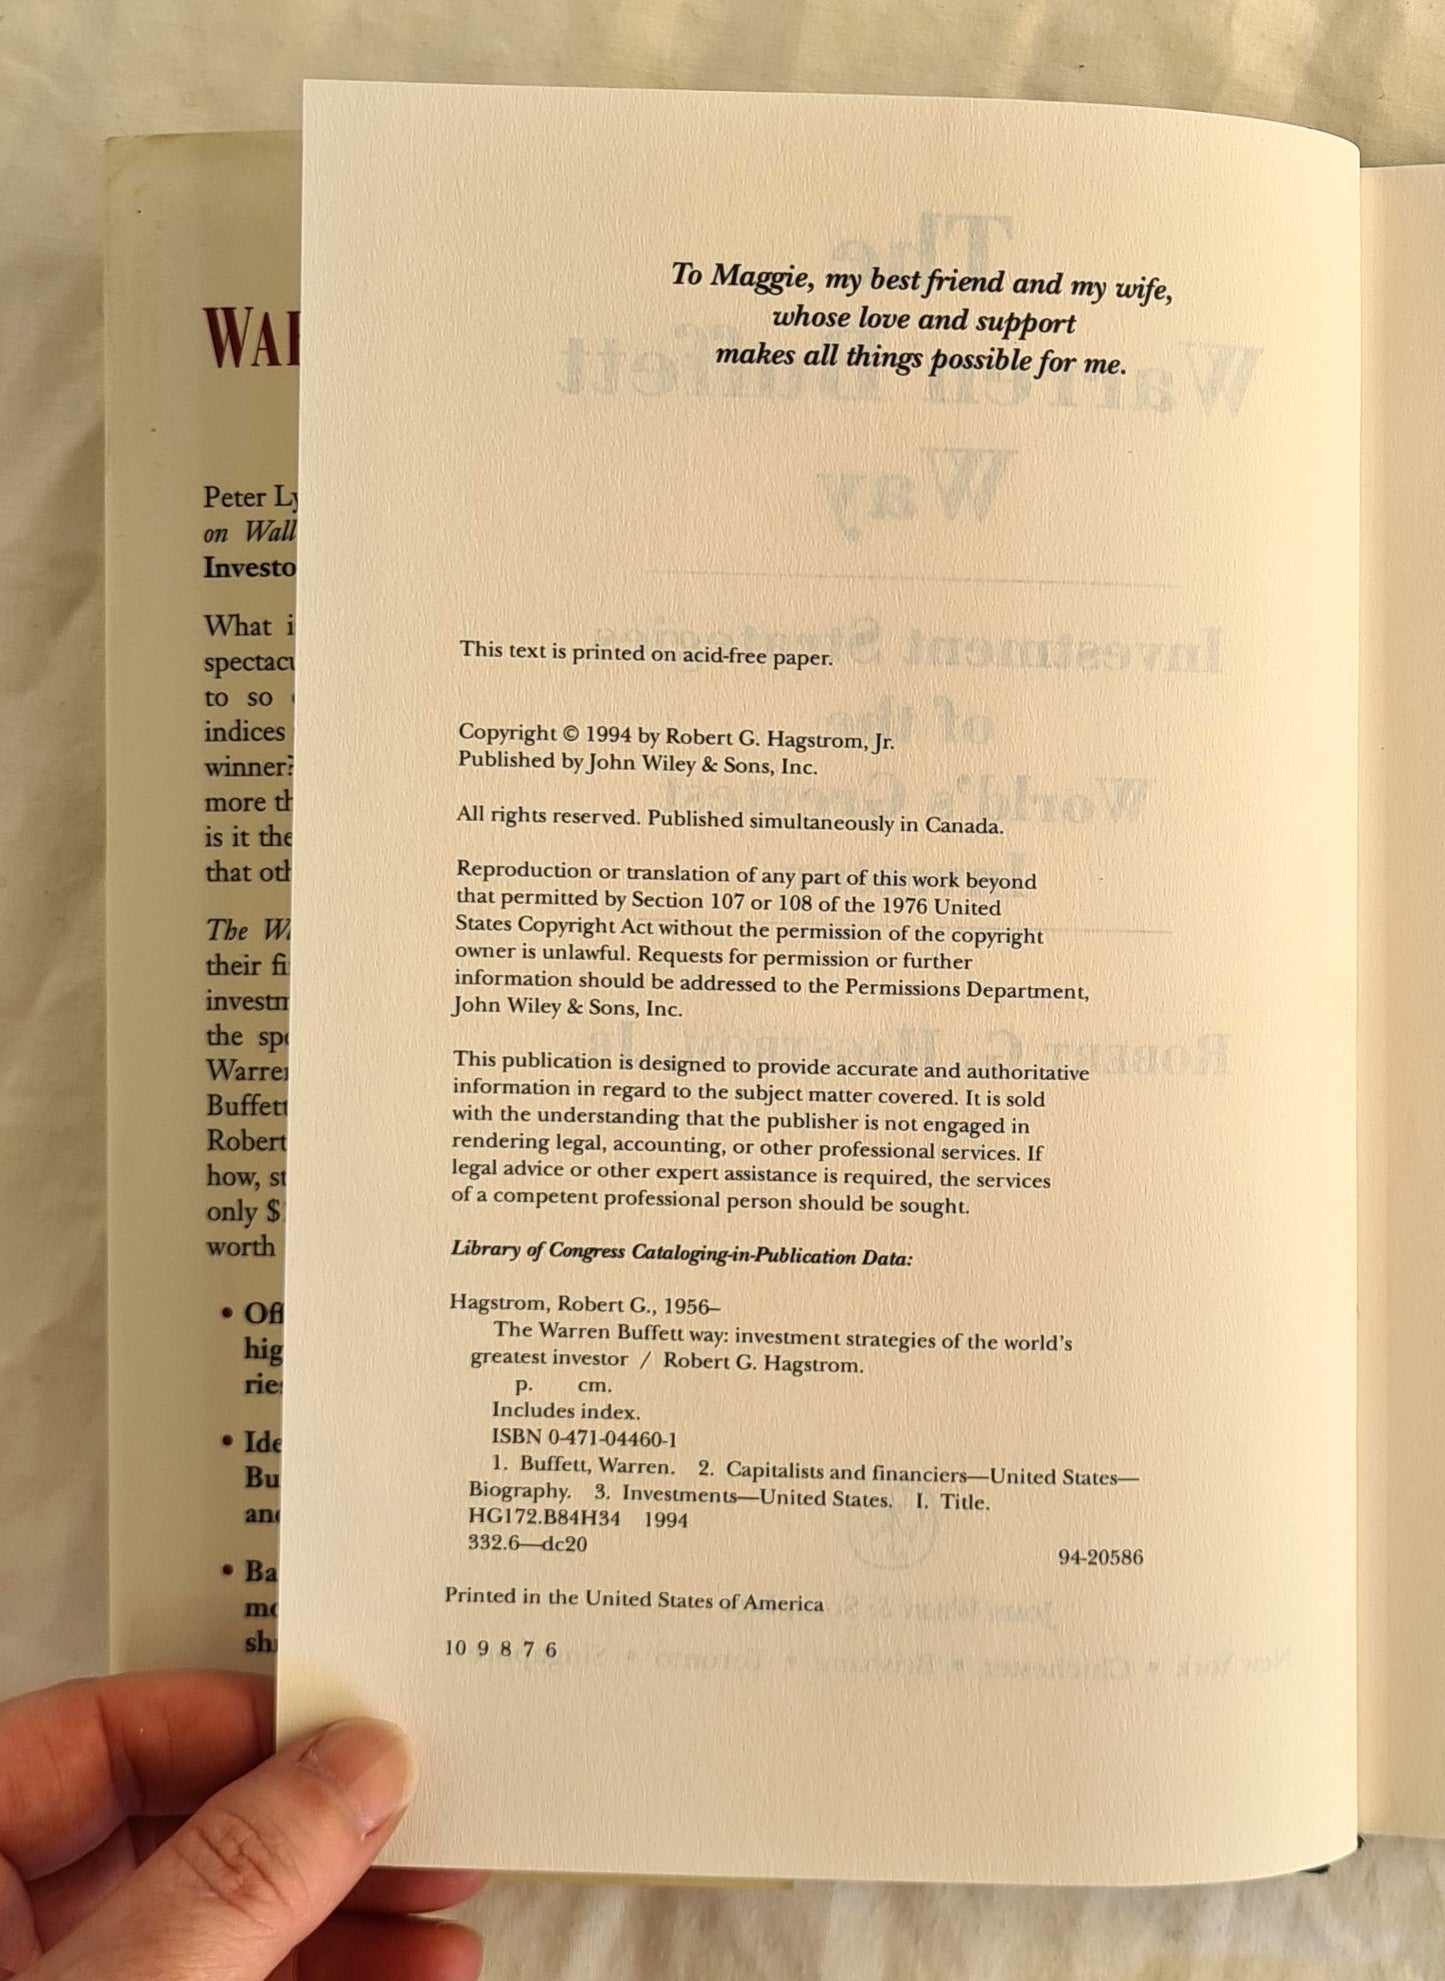 WAR
Peter Ly
on Wall
Investo
What i
spectacu
to so
indices
winner?
more th
is it the
that oth
The Wa
their fi
investm
the spe
Warren
Buffett
Robert
how, st
only $
worth
• Off
hig
ries
• Ide
Bu
and
• Ba
mo
sh
To Maggie, my best friend and my wife,
whose love and support
makes all things possible for me.
This text is printed on acid-free paper.
Copyright © 1994 by Robert G. Hagstrom, Jr.
Published by John Wiley & Sons, Inc.
All rights reserved. Published simultaneously in Canada.
Reproduction or translation of any part of this work beyond
that permitted by Section 107 or 108 of the 1976 United
States Copyright Act without the permission of the copyright
owner is unlawful. Requests for permission or further
information should be addressed to the Permissions Department,
John Wiley & Sons, Inc.
This publication is designed to provide accurate and authoritative
information in regard to the subject matter covered. It is sold
with the understanding that the publisher is not engaged in
rendering legal, accounting, or other professional services. If
legal advice or other expert assistance is required, the services
of a competent professional person should be sought.
Library of Congress Cataloging-in-Publication Data:
Hagstrom, Robert G., 1956–
The Warren Buffett way: investment strategies of the world's
greatest investor / Robert G. Hagstrom.
p. cm.
Includes index.
ISBN 0-471-04460-1
1. Buffett, Warren. 2. Capitalists and financiers—United States—
Biography. 3. Investments—United States. I. Title.
HG172.B84H34 1994
332.6—dc20
94-20586
Printed in the United States of America
10 9 8 7 6